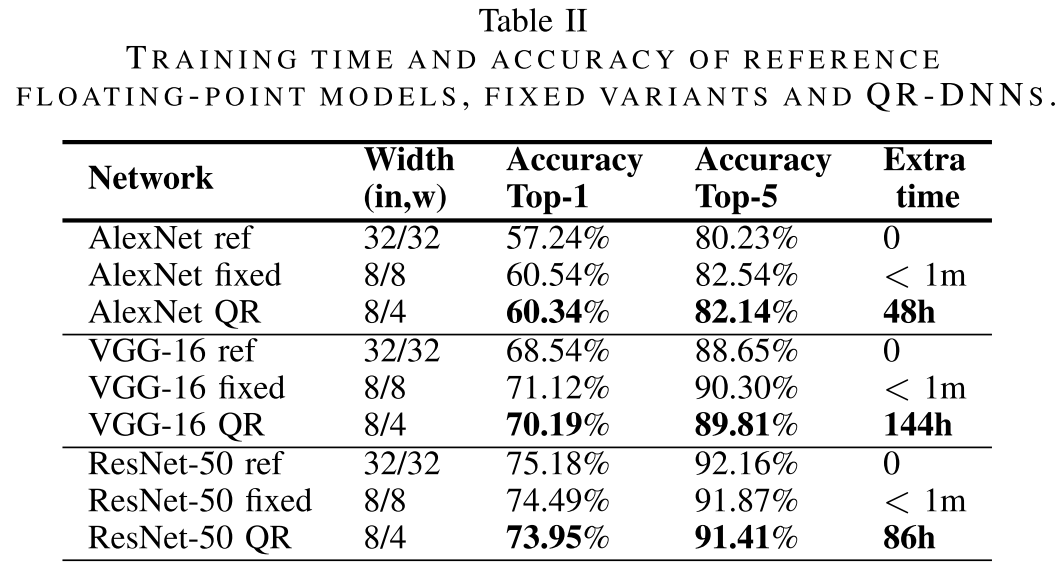 Table II
TRAINING TIME AND ACCURACY OF REFERENCE
FLOATING-POINT MODELS, FIXED VARIANTS AND QR-DNNS.
Network Width (in,w) Accuracy Top-1 Accuracy Top-5 Extra time
AlexNet ref 32/32 57.24% 80.23% 0
AlexNet fixed 8/8 60.54% 82.54% < 1m
AlexNet QR 8/4 60.34% 82.14% 48h
VGG-16 ref 32/32 68.54% 88.65% 0
VGG-16 fixed 8/8 71.12% 90.30% < 1m
VGG-16 QR 8/4 70.19% 89.81% 144h
ResNet-50 ref 32/32 75.18% 92.16% 0
ResNet-50 fixed 8/8 74.49% 91.87% < 1m
ResNet-50 QR 8/4 73.95% 91.41% 86h